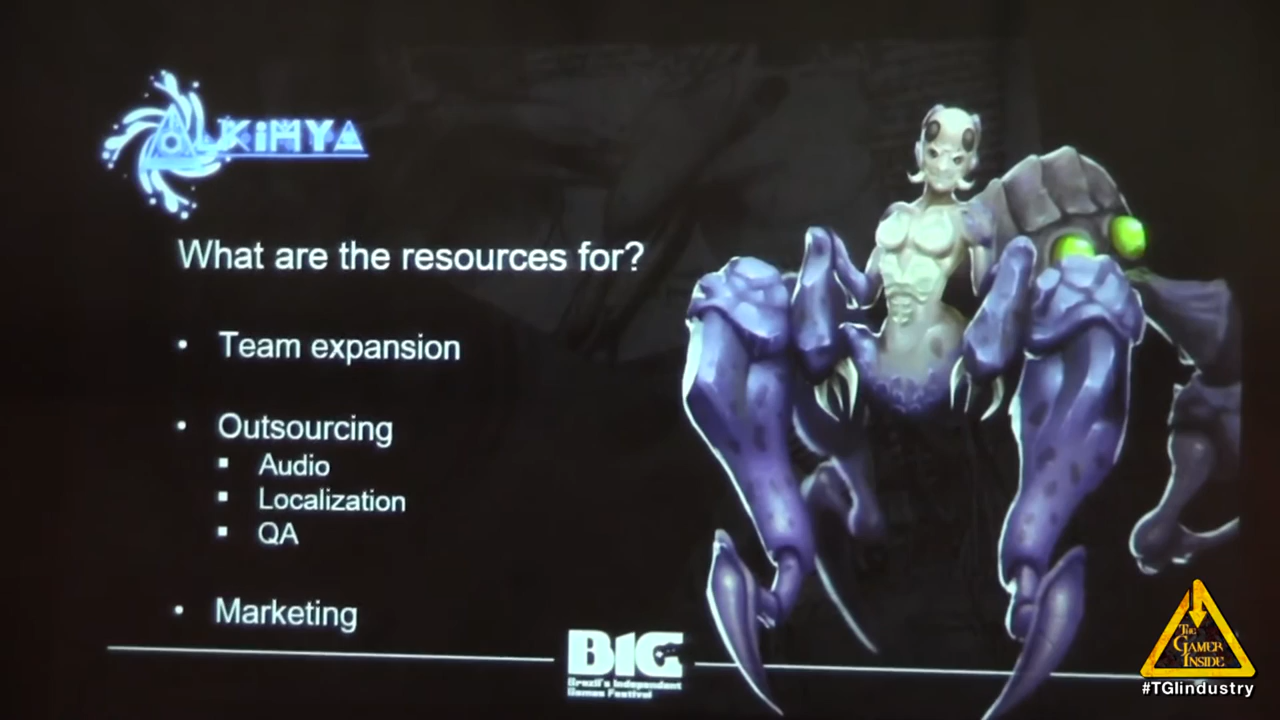 ALKiMYA
What are the resources for?
• Team expansion
• Outsourcing
▪ Audio
▪ Localization
▪ QA
• Marketing
BIG
Brazil's Independent
Games Festival
THE
GAMER
INSIDE
#TGIindustry